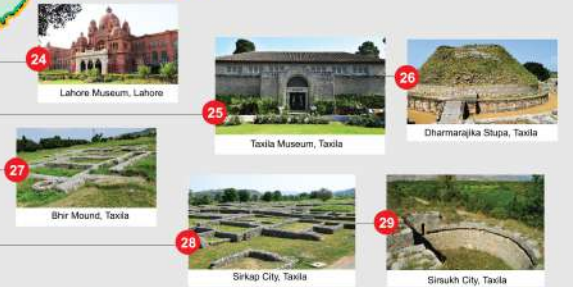 24
Lahore Museum, Lahore
25
Taxila Museum, Taxila
26
Dharmarajika Stupa, Taxila
27
Bhir Mound, Taxila
28
Sirkap City, Taxila
29
Sirsukh City, Taxila